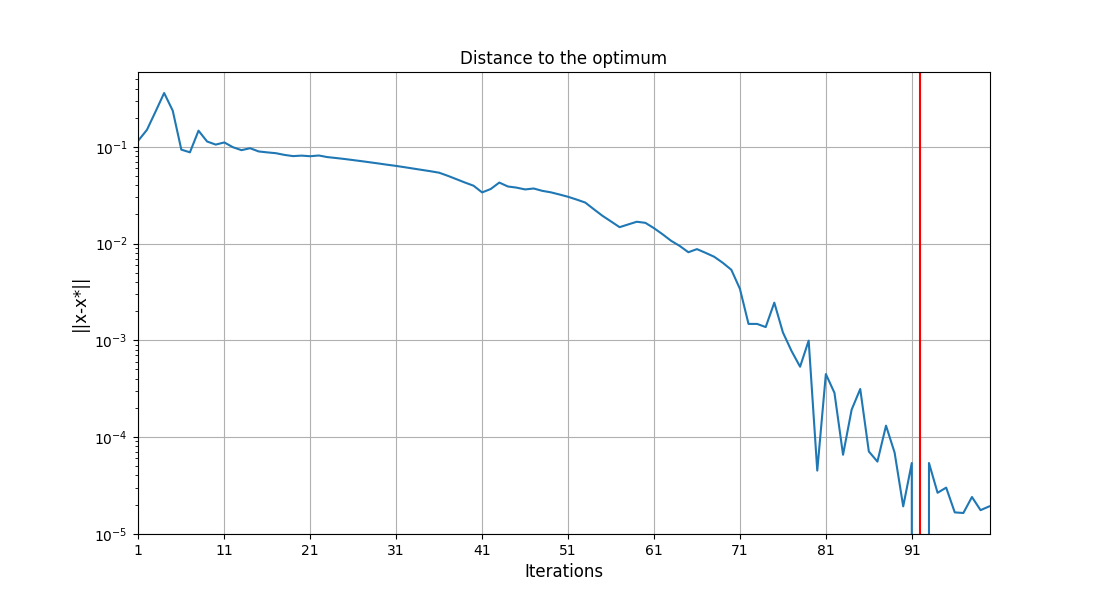 Distance to the optimum
||x-x*||
10⁻¹
10⁻²
10⁻³
10⁻⁴
10⁻⁵
1 11 21 31 41 51 61 71 81 91
Iterations